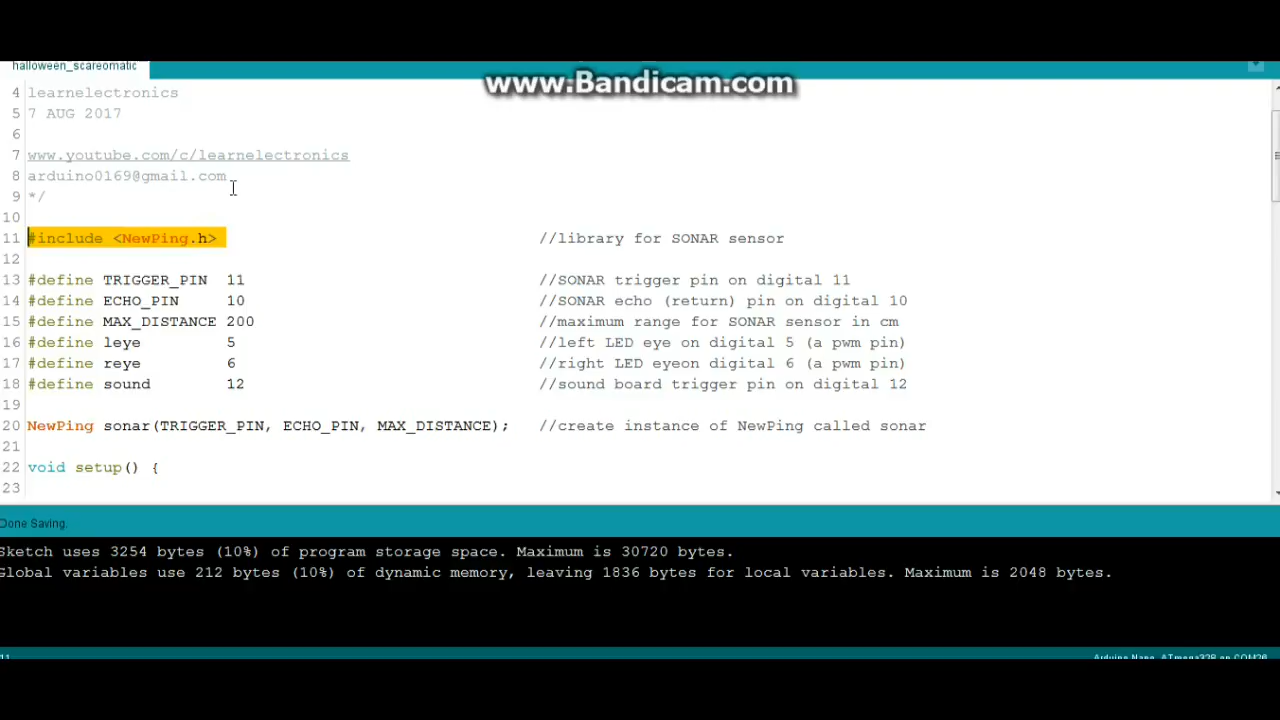 halloween_scareomatic
www.Bandicam.com
4 learnelectronics
5 7 AUG 2017
6
7 www.youtube.com/c/learnelectronics
8 arduino0169@gmail.com
9 */
10
11 #include <NewPing.h> //library for SONAR sensor
12
13 #define TRIGGER_PIN 11 //SONAR trigger pin on digital 11
14 #define ECHO_PIN 10 //SONAR echo (return) pin on digital 10
15 #define MAX_DISTANCE 200 //maximum range for SONAR sensor in cm
16 #define leye 5 //left LED eye on digital 5 (a pwm pin)
17 #define reye 6 //right LED eyeon digital 6 (a pwm pin)
18 #define sound 12 //sound board trigger pin on digital 12
19
20 NewPing sonar(TRIGGER_PIN, ECHO_PIN, MAX_DISTANCE); //create instance of NewPing called sonar
21
22 void setup() {
23
Done Saving.
Sketch uses 3254 bytes (10%) of program storage space. Maximum is 30720 bytes.
Global variables use 212 bytes (10%) of dynamic memory, leaving 1836 bytes for local variables. Maximum is 2048 bytes.
11 Arduino Nano, ATmega328 on COM26